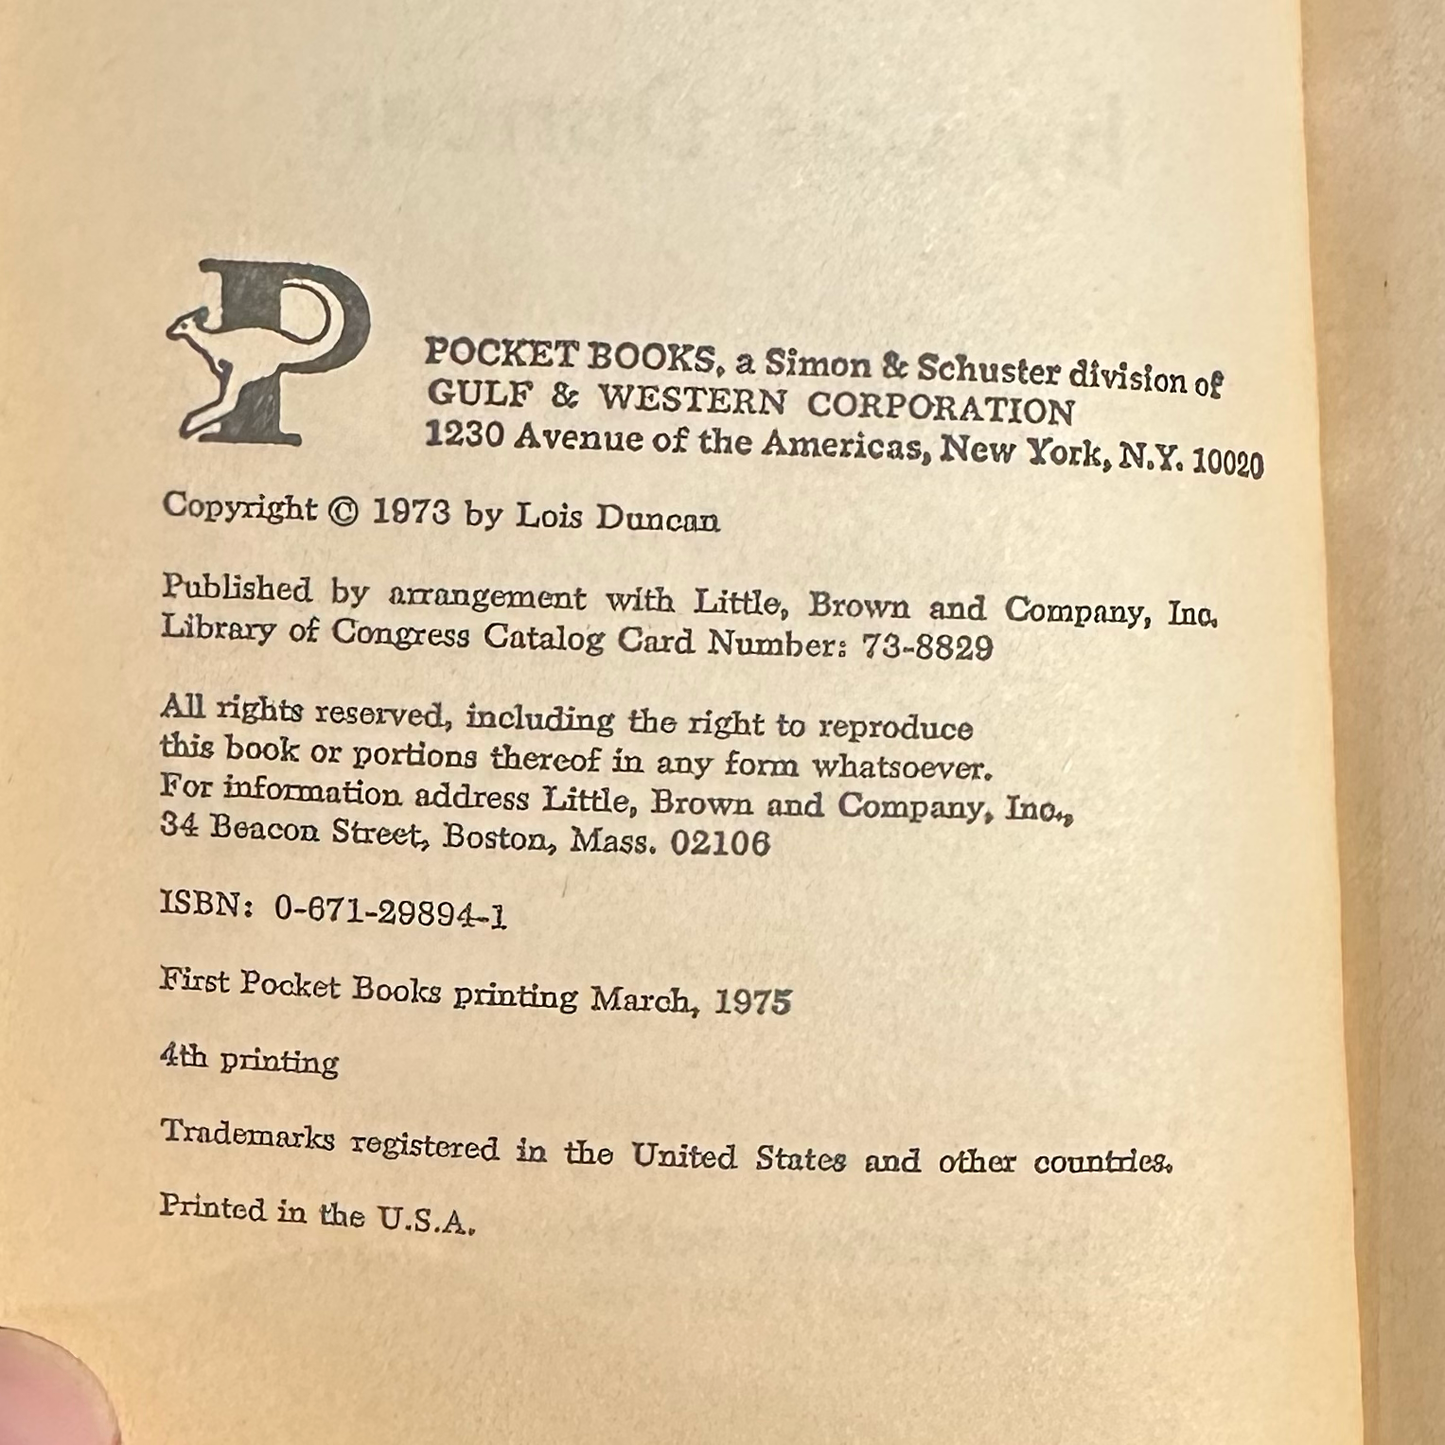 P
POCKET BOOKS, a Simon & Schuster division of
GULF & WESTERN CORPORATION
1230 Avenue of the Americas, New York, N.Y. 10020
Copyright © 1973 by Lois Duncan
Published by arrangement with Little, Brown and Company, Inc.
Library of Congress Catalog Card Number: 73-8829
All rights reserved, including the right to reproduce
this book or portions thereof in any form whatsoever.
For information address Little, Brown and Company, Inc.,
34 Beacon Street, Boston, Mass. 02106
ISBN: 0-671-29894-1
First Pocket Books printing March, 1975
4th printing
Trademarks registered in the United States and other countries.
Printed in the U.S.A.